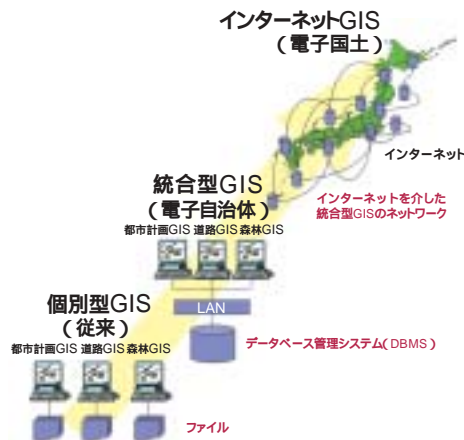 インターネットGIS
(電子国土)
インターネット
統合型GIS
(電子自治体)
都市計画GIS 道路GIS 森林GIS
インターネットを介した
統合型GISのネットワーク
LAN
個別型GIS
(従来)
都市計画GIS 道路GIS 森林GIS
データベース管理システム(DBMS)
ファイル